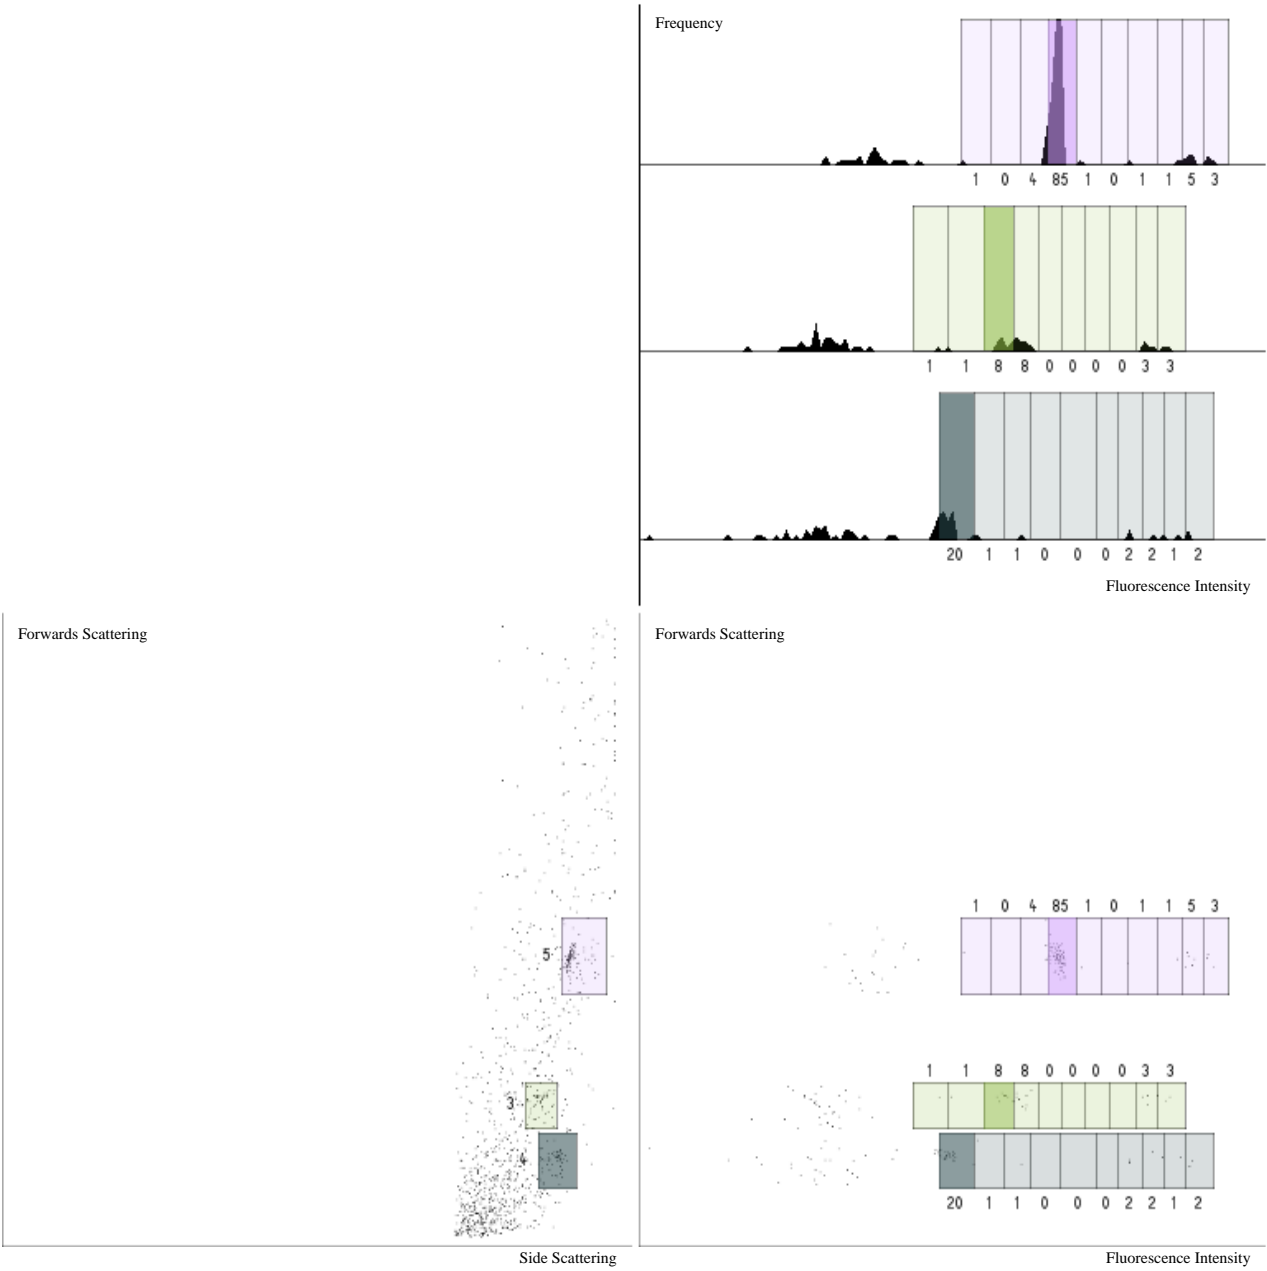 Frequency
1 0 4 85 1 0 1 1 5 3
1 1 8 8 0 0 0 0 3 3
20 1 1 0 0 0 2 2 1 2
Fluorescence Intensity
Forwards Scattering
5
3
4
Side Scattering
Forwards Scattering
1 0 4 85 1 0 1 1 5 3
1 1 8 8 0 0 0 0 3 3
20 1 1 0 0 0 2 2 1 2
Fluorescence Intensity